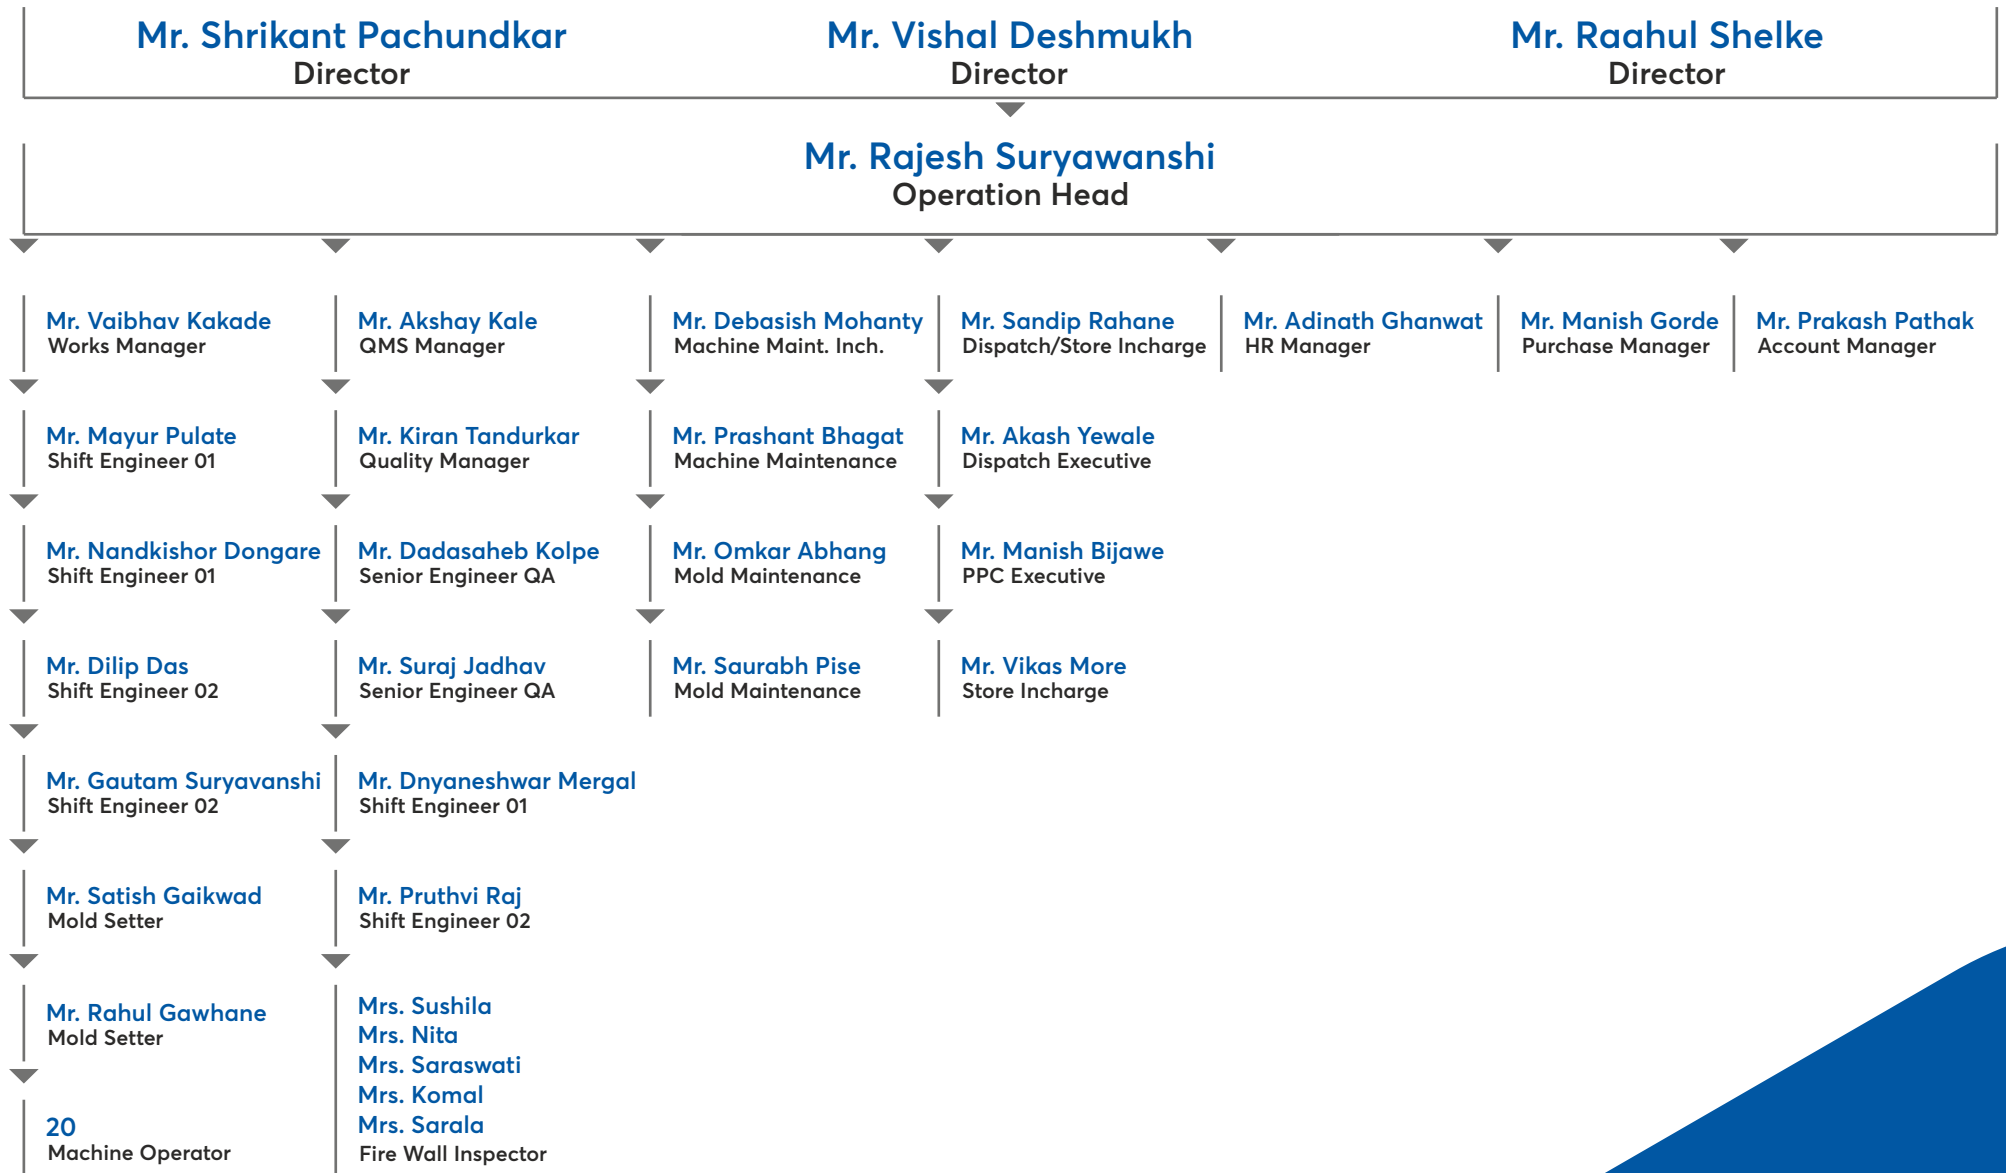 Mr. Shrikant Pachundkar
Director
Mr. Vishal Deshmukh
Director
Mr. Raahul Shelke
Director
Mr. Rajesh Suryawanshi
Operation Head
Mr. Vaibhav Kakade
Works Manager
Mr. Mayur Pulate
Shift Engineer 01
Mr. Nandkishor Dongare
Shift Engineer 01
Mr. Dilip Das
Shift Engineer 02
Mr. Gautam Suryavanshi
Shift Engineer 02
Mr. Satish Gaikwad
Mold Setter
Mr. Rahul Gawhane
Mold Setter
20
Machine Operator
Mr. Akshay Kale
QMS Manager
Mr. Kiran Tandurkar
Quality Manager
Mr. Dadasaheb Kolpe
Senior Engineer QA
Mr. Suraj Jadhav
Senior Engineer QA
Mr. Dnyaneshwar Mergal
Shift Engineer 01
Mr. Pruthvi Raj
Shift Engineer 02
Mrs. Sushila
Mrs. Nita
Mrs. Saraswati
Mrs. Komal
Mrs. Sarala
Fire Wall Inspector
Mr. Debasish Mohanty
Machine Maint. Inch.
Mr. Prashant Bhagat
Machine Maintenance
Mr. Omkar Abhang
Mold Maintenance
Mr. Saurabh Pise
Mold Maintenance
Mr. Sandip Rahane
Dispatch/Store Incharge
Mr. Akash Yewale
Dispatch Executive
Mr. Manish Bijawe
PPC Executive
Mr. Vikas More
Store Incharge
Mr. Adinath Ghanwat
HR Manager
Mr. Manish Gorde
Purchase Manager
Mr. Prakash Pathak
Account Manager